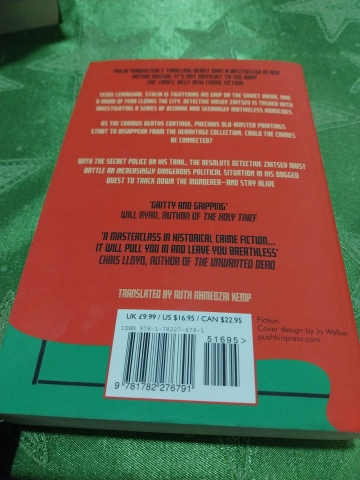 'YULIA YAKOVLEVA'S THRILLING DEBUT WAS A BESTSELLER IN HER
NATIVE RUSSIA. IT'S NOT DIFFICULT TO SEE WHY'
THE TIMES, BEST NEW CRIME FICTION
1930S LENINGRAD. STALIN IS TIGHTENING HIS GRIP ON THE SOVIET UNION, AND
A MOOD OF FEAR CLOUDS THE CITY. DETECTIVE VASILY ZAITSEV IS TASKED WITH
INVESTIGATING A SERIES OF BIZARRE AND SEEMINGLY MOTIVELESS HOMICIDES
AS THE CURIOUS DEATHS CONTINUE, PRECIOUS OLD-MASTER PAINTINGS
START TO DISAPPEAR FROM THE HERMITAGE COLLECTION. COULD THE CRIMES
BE CONNECTED?
WITH THE SECRET POLICE ON HIS TRAIL, THE RESOLUTE DETECTIVE ZAITSEV MUST
BATTLE AN INCREASINGLY DANGEROUS POLITICAL SITUATION IN HIS DOGGED
QUEST TO TRACK DOWN THE MURDERER—AND STAY ALIVE
'GRITTY AND GRIPPING'
WILL RYAN, AUTHOR OF THE HOLY THIEF
'A MASTERCLASS IN HISTORICAL CRIME FICTION...
IT WILL PULL YOU IN AND LEAVE YOU BREATHLESS'
CHRIS LLOYD, AUTHOR OF THE UNWANTED DEAD
TRANSLATED BY RUTH AHMEDZAI KEMP
UK £9.99 / US $16.95 / CAN $22.95
ISBN 978-1-78227-679-1
51695>
9 781782 276791
Fiction
Cover design by Jo Walker
pushkinpress.com